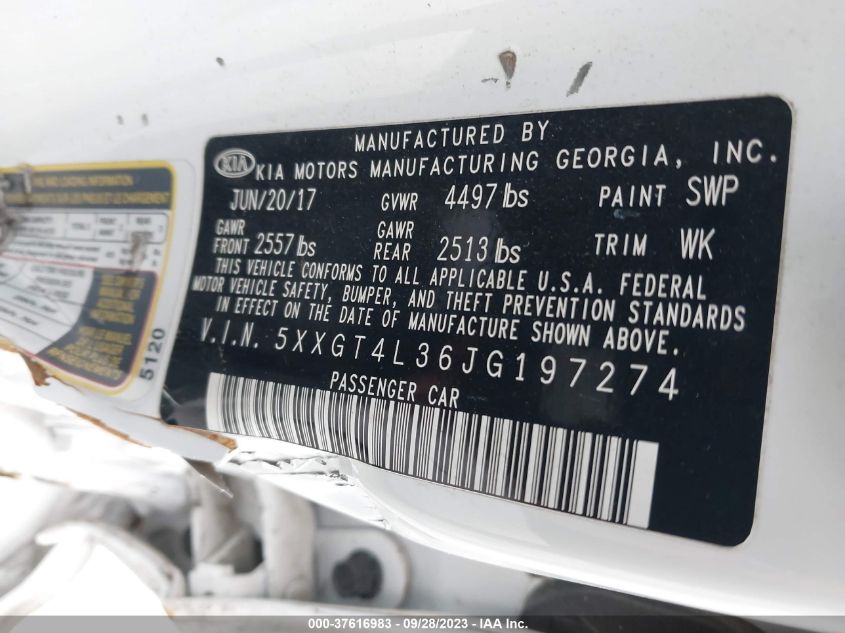 MANUFACTURED BY
KIA KIA MOTORS MANUFACTURING GEORGIA, INC.
JUN/20/17 GVWR 4497 lbs PAINT SWP
GAWR FRONT 2557 lbs GAWR REAR 2513 lbs TRIM WK
THIS VEHICLE CONFORMS TO ALL APPLICABLE U.S.A. FEDERAL
MOTOR VEHICLE SAFETY, BUMPER, AND THEFT PREVENTION STANDARDS
IN EFFECT ON THE DATE OF MANUFACTURE SHOWN ABOVE.
V.I.N. 5XXGT4L36JG197274
PASSENGER CAR
5120
000-37616983 / 09/28/2023 - IAA Inc.